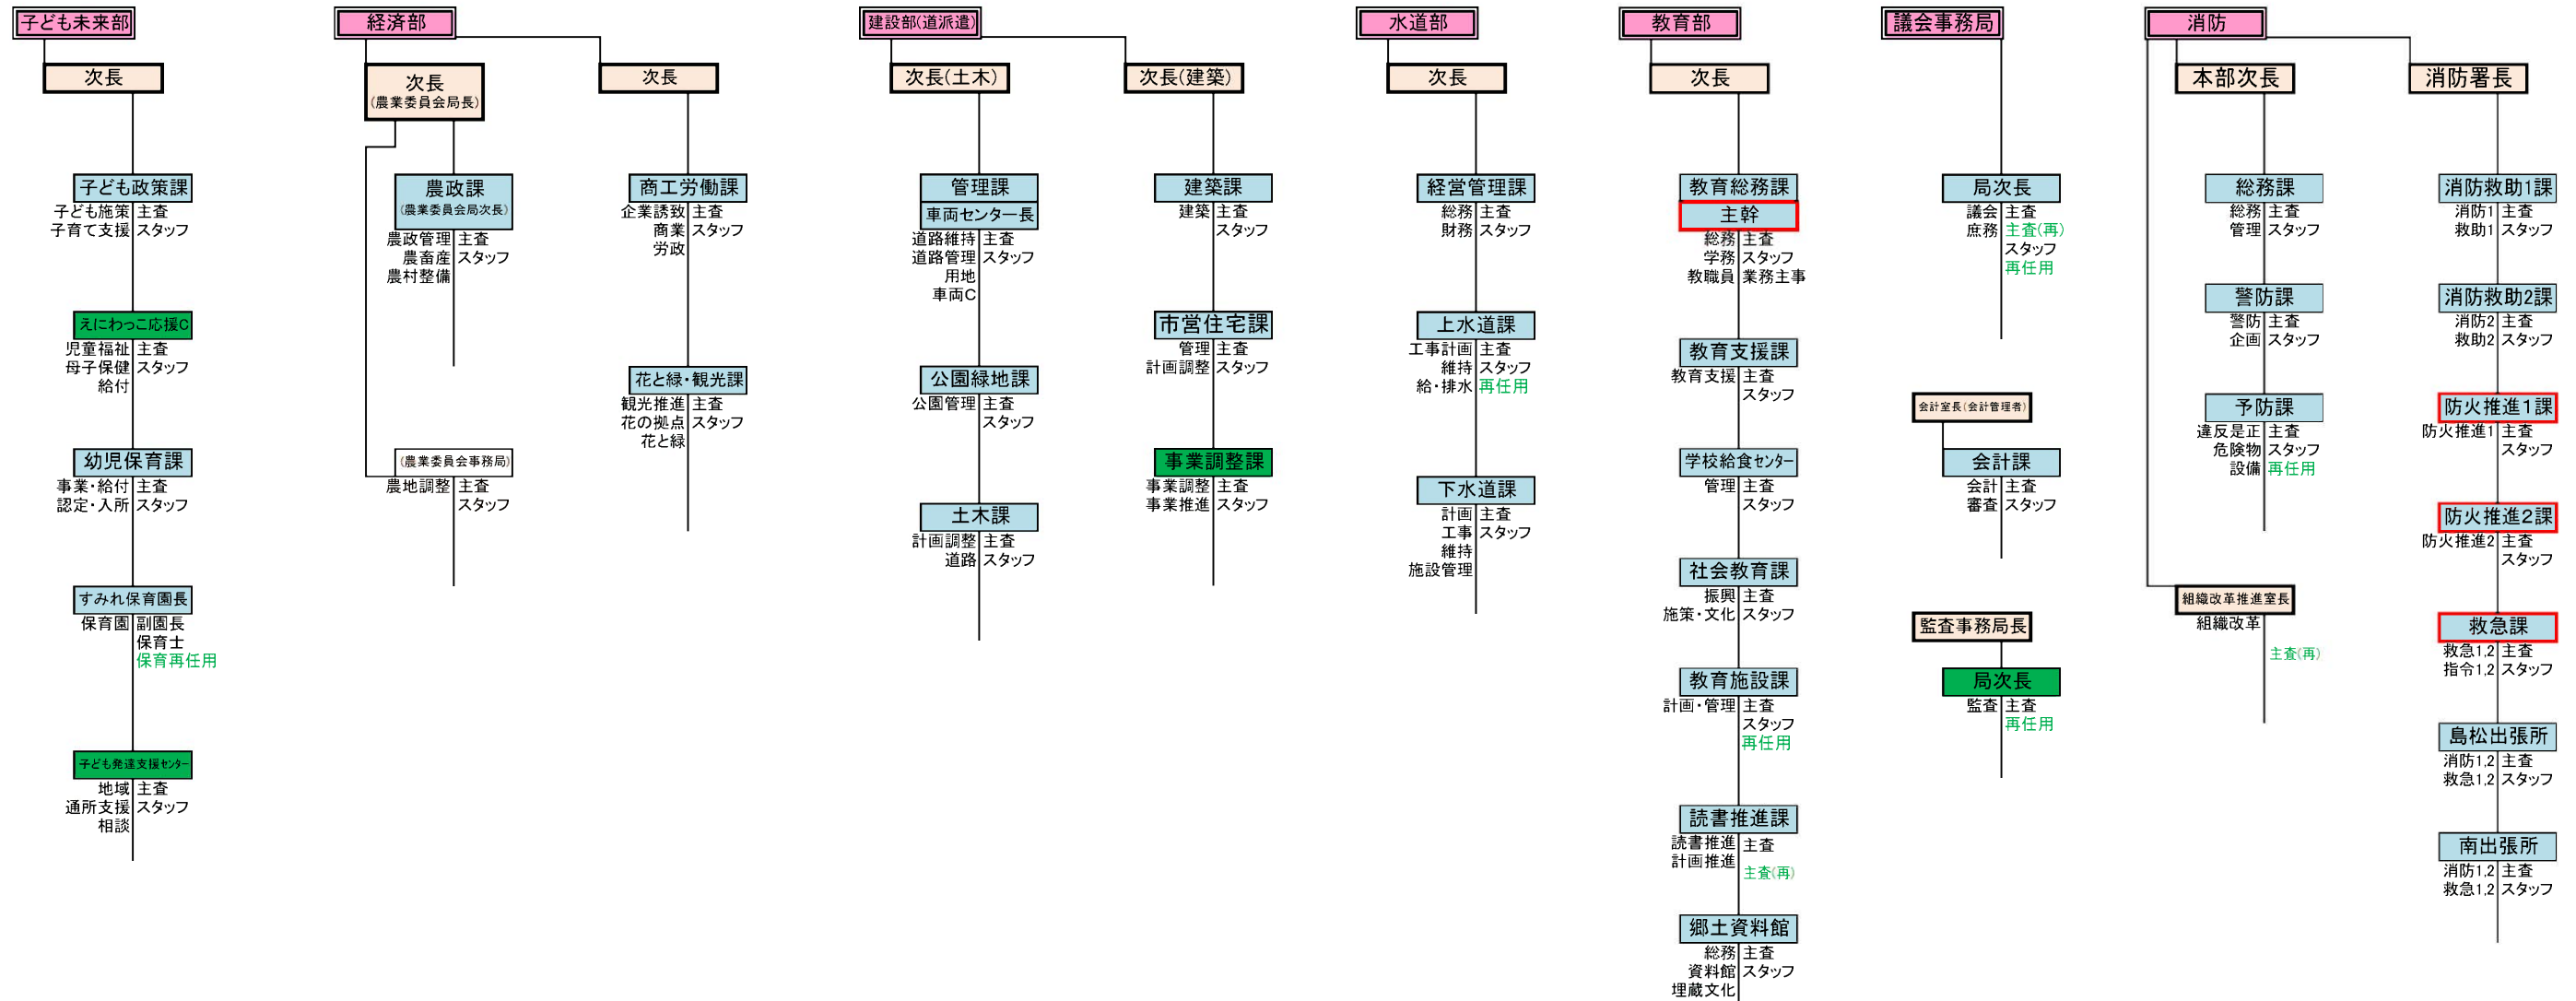 子ども未来部
次長
子ども政策課
子ども施策 主査
子育て支援 スタッフ
えにわっこ応援C
児童福祉 主査
母子保健 スタッフ
給付
幼児保育課
事業・給付 主査
認定・入所 スタッフ
すみれ保育園長
保育園 副園長
保育士
保育再任用
子ども発達支援センター
地域 主査
通所支援 スタッフ
相談
経済部
次長
(農業委員会局長)
農政課
(農業委員会局次長)
農政管理 主査
農畜産 スタッフ
農村整備
(農業委員会事務局)
農地調整 主査
スタッフ
次長
商工労働課
企業誘致 主査
商業 スタッフ
労政
花と緑・観光課
観光推進 主査
花の拠点 スタッフ
花と緑
建設部(道派遣)
次長(土木)
管理課
車両センター長
道路維持 主査
道路管理 スタッフ
用地
車両C
公園緑地課
公園管理 主査
スタッフ
土木課
計画調整 主査
道路 スタッフ
次長(建築)
建築課
建築 主査
スタッフ
市営住宅課
管理 主査
計画調整 スタッフ
事業調整課
事業調整 主査
事業推進 スタッフ
水道部
次長
経営管理課
総務 主査
財務 スタッフ
上水道課
工事計画 主査
維持 スタッフ
給・排水 再任用
下水道課
計画 主査
工事 スタッフ
維持
施設管理
教育部
次長
教育総務課
主幹
総務 主査
学務 スタッフ
教職員 業務主事
教育支援課
教育支援 主査
スタッフ
学校給食センター
管理 主査
スタッフ
社会教育課
振興 主査
施策・文化 スタッフ
教育施設課
計画・管理 主査
スタッフ
再任用
読書推進課
読書推進 主査
計画推進
主査(再)
郷土資料館
総務 主査
資料館 スタッフ
埋蔵文化
議会事務局
局次長
議会 主査
庶務 主査(再)
スタッフ
再任用
会計室長(会計管理者)
会計課
会計 主査
審査 スタッフ
監査事務局長
局次長
監査 主査
再任用
消防
本部次長
総務課
総務 主査
管理 スタッフ
警防課
警防 主査
企画 スタッフ
予防課
違反是正 主査
危険物 スタッフ
設備 再任用
組織改革推進室長
組織改革
主査(再)
消防署長
消防救助1課
消防1 主査
救助1 スタッフ
消防救助2課
消防2 主査
救助2 スタッフ
防火推進1課
防火推進1 主査
スタッフ
防火推進2課
防火推進2 主査
スタッフ
救急課
救急1,2 主査
指令1,2 スタッフ
島松出張所
消防1,2 主査
救急1,2 スタッフ
南出張所
消防1,2 主査
救急1,2 スタッフ